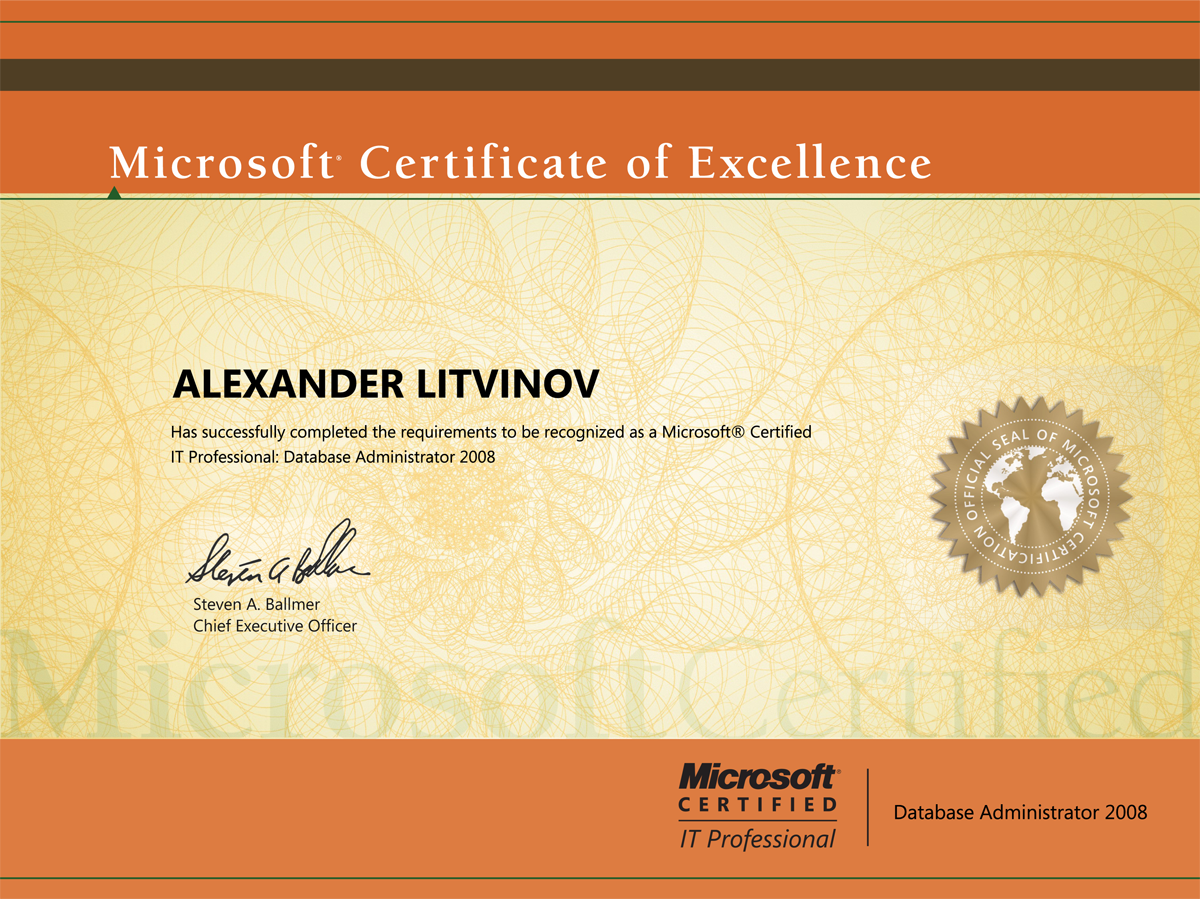 Microsoft® Certificate of Excellence
ALEXANDER LITVINOV
Has successfully completed the requirements to be recognized as a Microsoft® Certified
IT Professional: Database Administrator 2008
OFFICIAL SEAL OF MICROSOFT CERTIFICATION
Steven A Ballmer
Steven A. Ballmer
Chief Executive Officer
MicrosoftCertified
Microsoft®
CERTIFIED
IT Professional
Database Administrator 2008